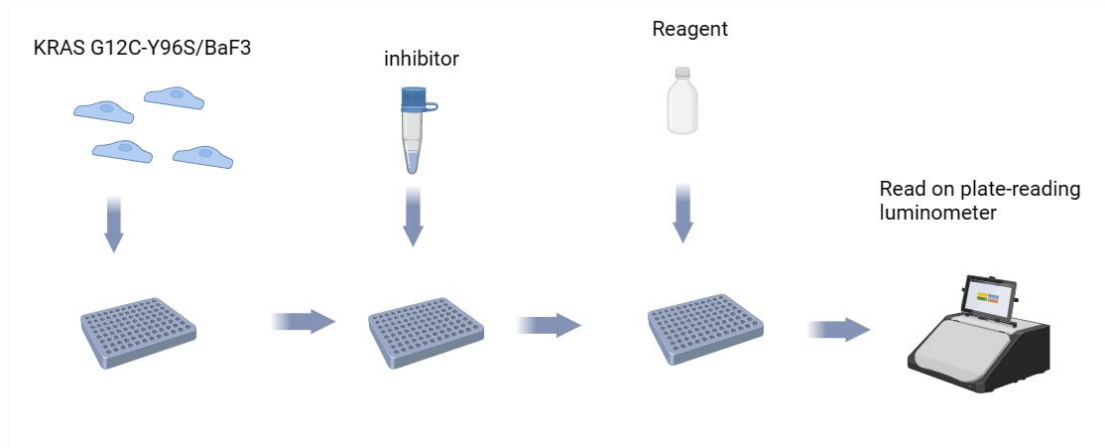 KRAS G12C-Y96S/BaF3
inhibitor
Reagent
Read on plate-reading
luminometer